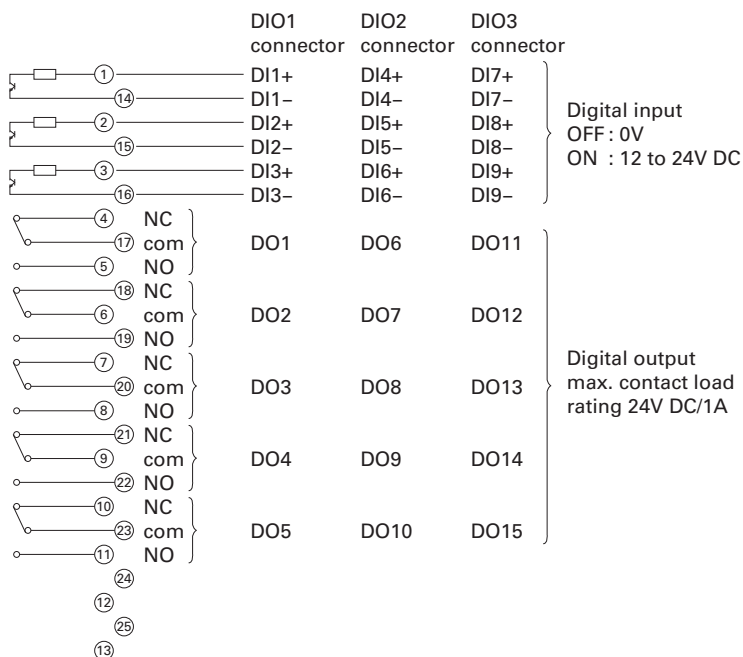 DIO1 DIO2 DIO3
connector connector connector
1 DI1+ DI4+ DI7+
14 DI1– DI4– DI7–
2 DI2+ DI5+ DI8+
15 DI2– DI5– DI8–
3 DI3+ DI6+ DI9+
16 DI3– DI6– DI9–
Digital input
OFF : 0V
ON : 12 to 24V DC
4 NC
17 com DO1 DO6 DO11
5 NO
18 NC
6 com DO2 DO7 DO12
19 NO
7 NC
20 com DO3 DO8 DO13
8 NO
21 NC
9 com DO4 DO9 DO14
22 NO
10 NC
23 com DO5 DO10 DO15
11 NO
Digital output
max. contact load
rating 24V DC/1A
24
12
25
13